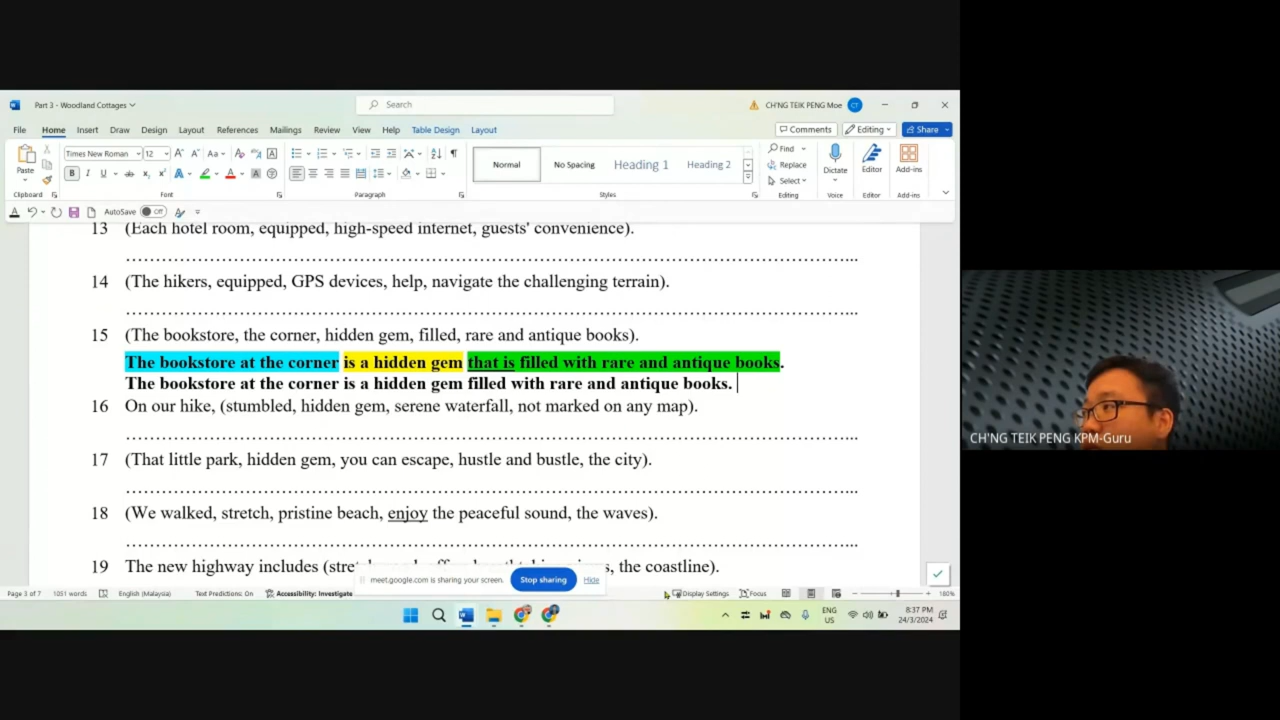 Part 3 - Woodland Cottages
Search
CH'NG TEIK PENG Moe
CT
File Home Insert Draw Design Layout References Mailings Review View Help Table Design Layout
Comments
Editing
Share
Paste
Times New Roman
12
Normal
No Spacing
Heading 1
Heading 2
Find
Replace
Select
Dictate
Editor
Add-ins
Clipboard
Font
Paragraph
Styles
Editing
Voice
Editor
Add-ins
AutoSave Off
13 (Each hotel room, equipped, high-speed internet, guests' convenience).
14 (The hikers, equipped, GPS devices, help, navigate the challenging terrain).
15 (The bookstore, the corner, hidden gem, filled, rare and antique books).
The bookstore at the corner is a hidden gem that is filled with rare and antique books.
The bookstore at the corner is a hidden gem filled with rare and antique books.
16 On our hike, (stumbled, hidden gem, serene waterfall, not marked on any map).
17 (That little park, hidden gem, you can escape, hustle and bustle, the city).
18 (We walked, stretch, pristine beach, enjoy the peaceful sound, the waves).
19 The new highway includes the coastline).
meet.google.com is sharing your screen.
Stop sharing
Hide
Page 3 of 7
1051 words
English (Malaysia)
Text Predictions: On
Accessibility: Investigate
Display Settings
Focus
180%
ENG
US
8:37 PM
24/3/2024
CH'NG TEIK PENG KPM-Guru